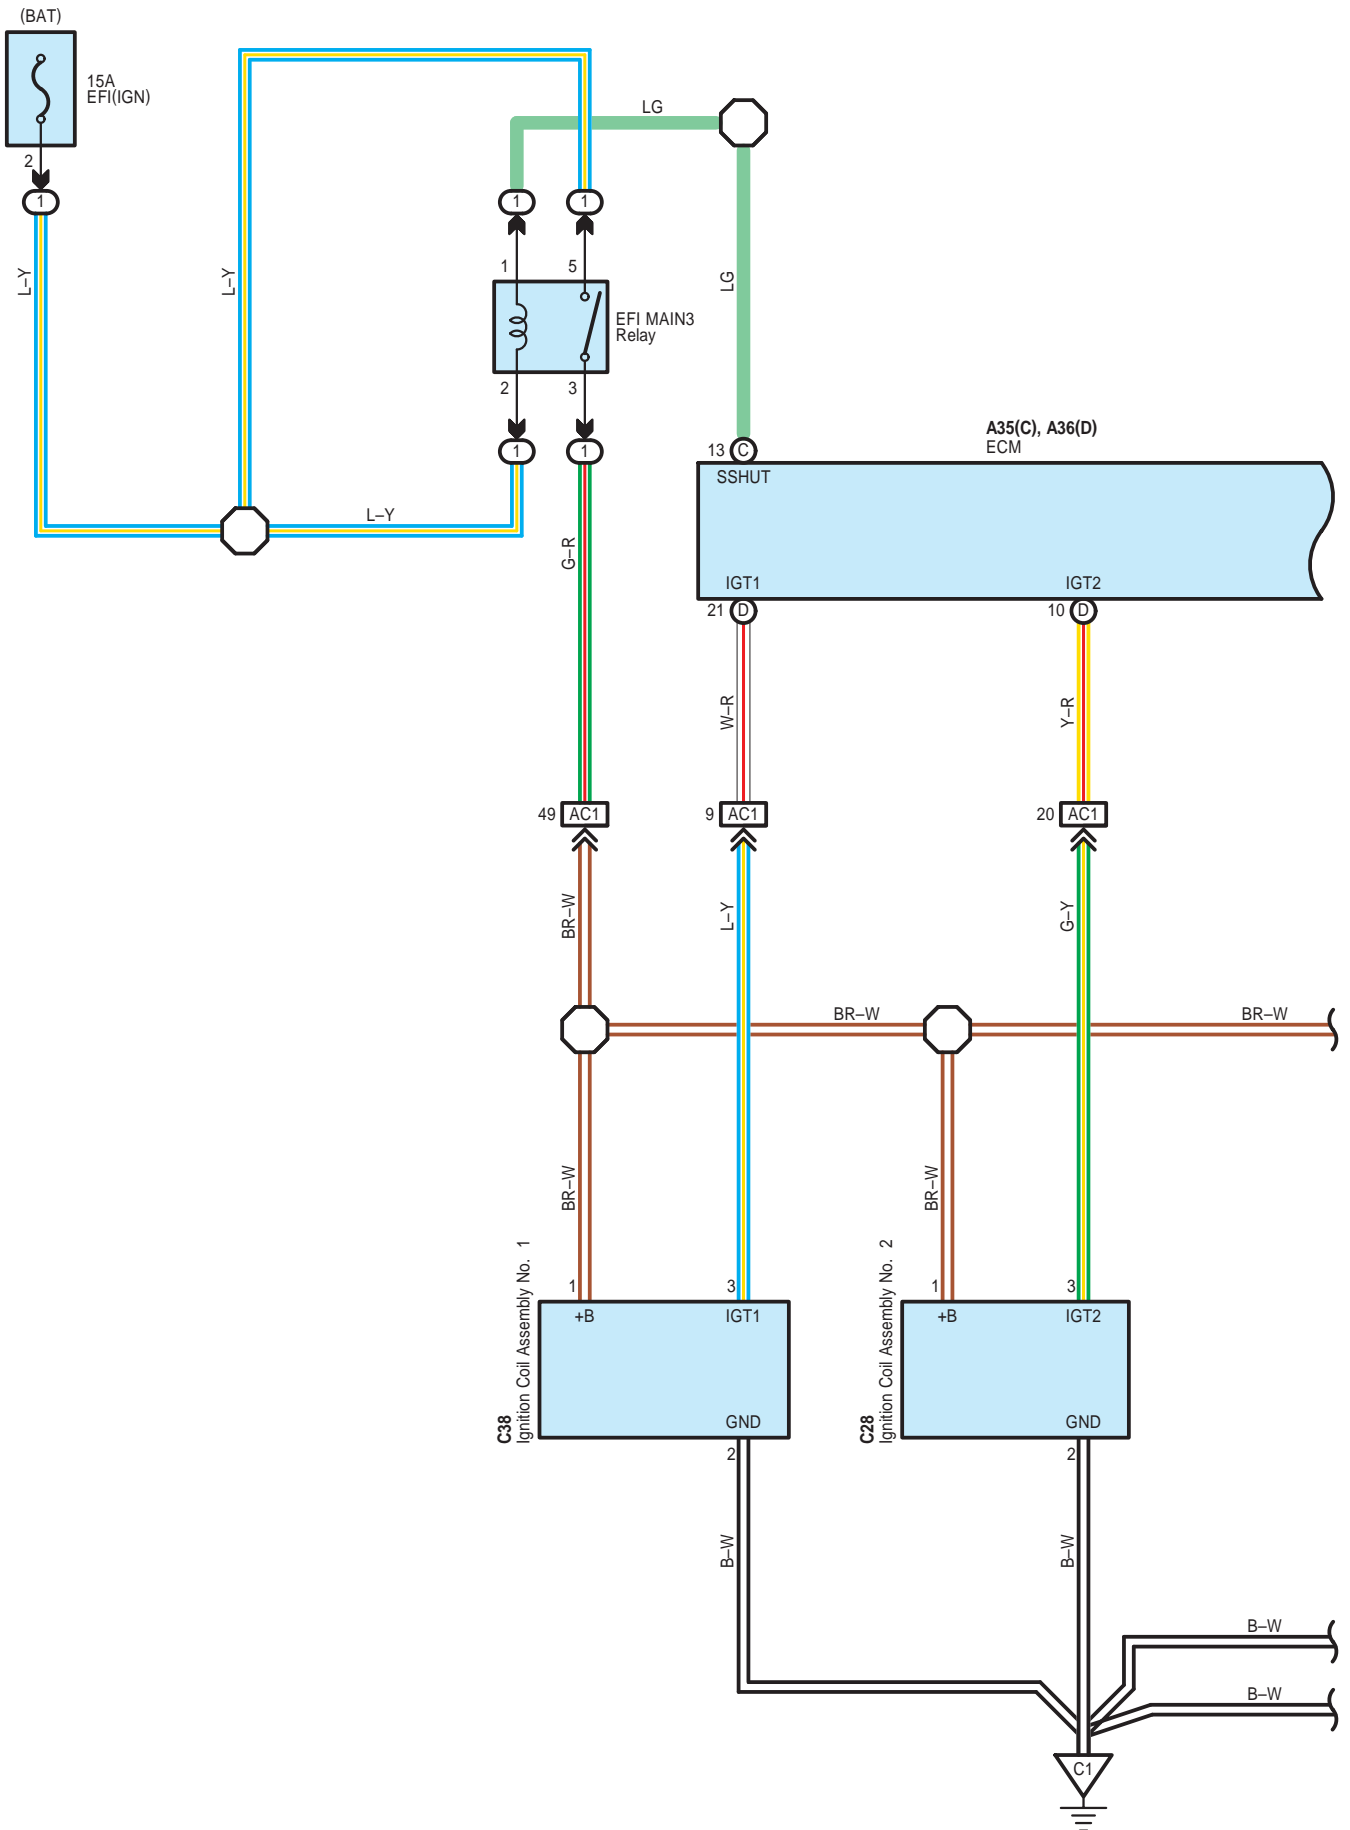 (BAT)
15A
EFI(IGN)
2
1
L–Y
L–Y
LG
1
1
1
5
EFI MAIN3
Relay
2
3
1
1
L–Y
G–R
LG
A35(C), A36(D)
ECM
13
C
SSHUT
IGT1
IGT2
21
D
10
D
W–R
Y–R
49
AC1
9
AC1
20
AC1
BR–W
L–Y
G–Y
BR–W
BR–W
BR–W
BR–W
C38
Ignition Coil Assembly No. 1
1
3
+B
IGT1
GND
2
C28
Ignition Coil Assembly No. 2
1
3
+B
IGT2
GND
2
B–W
B–W
B–W
B–W
C1